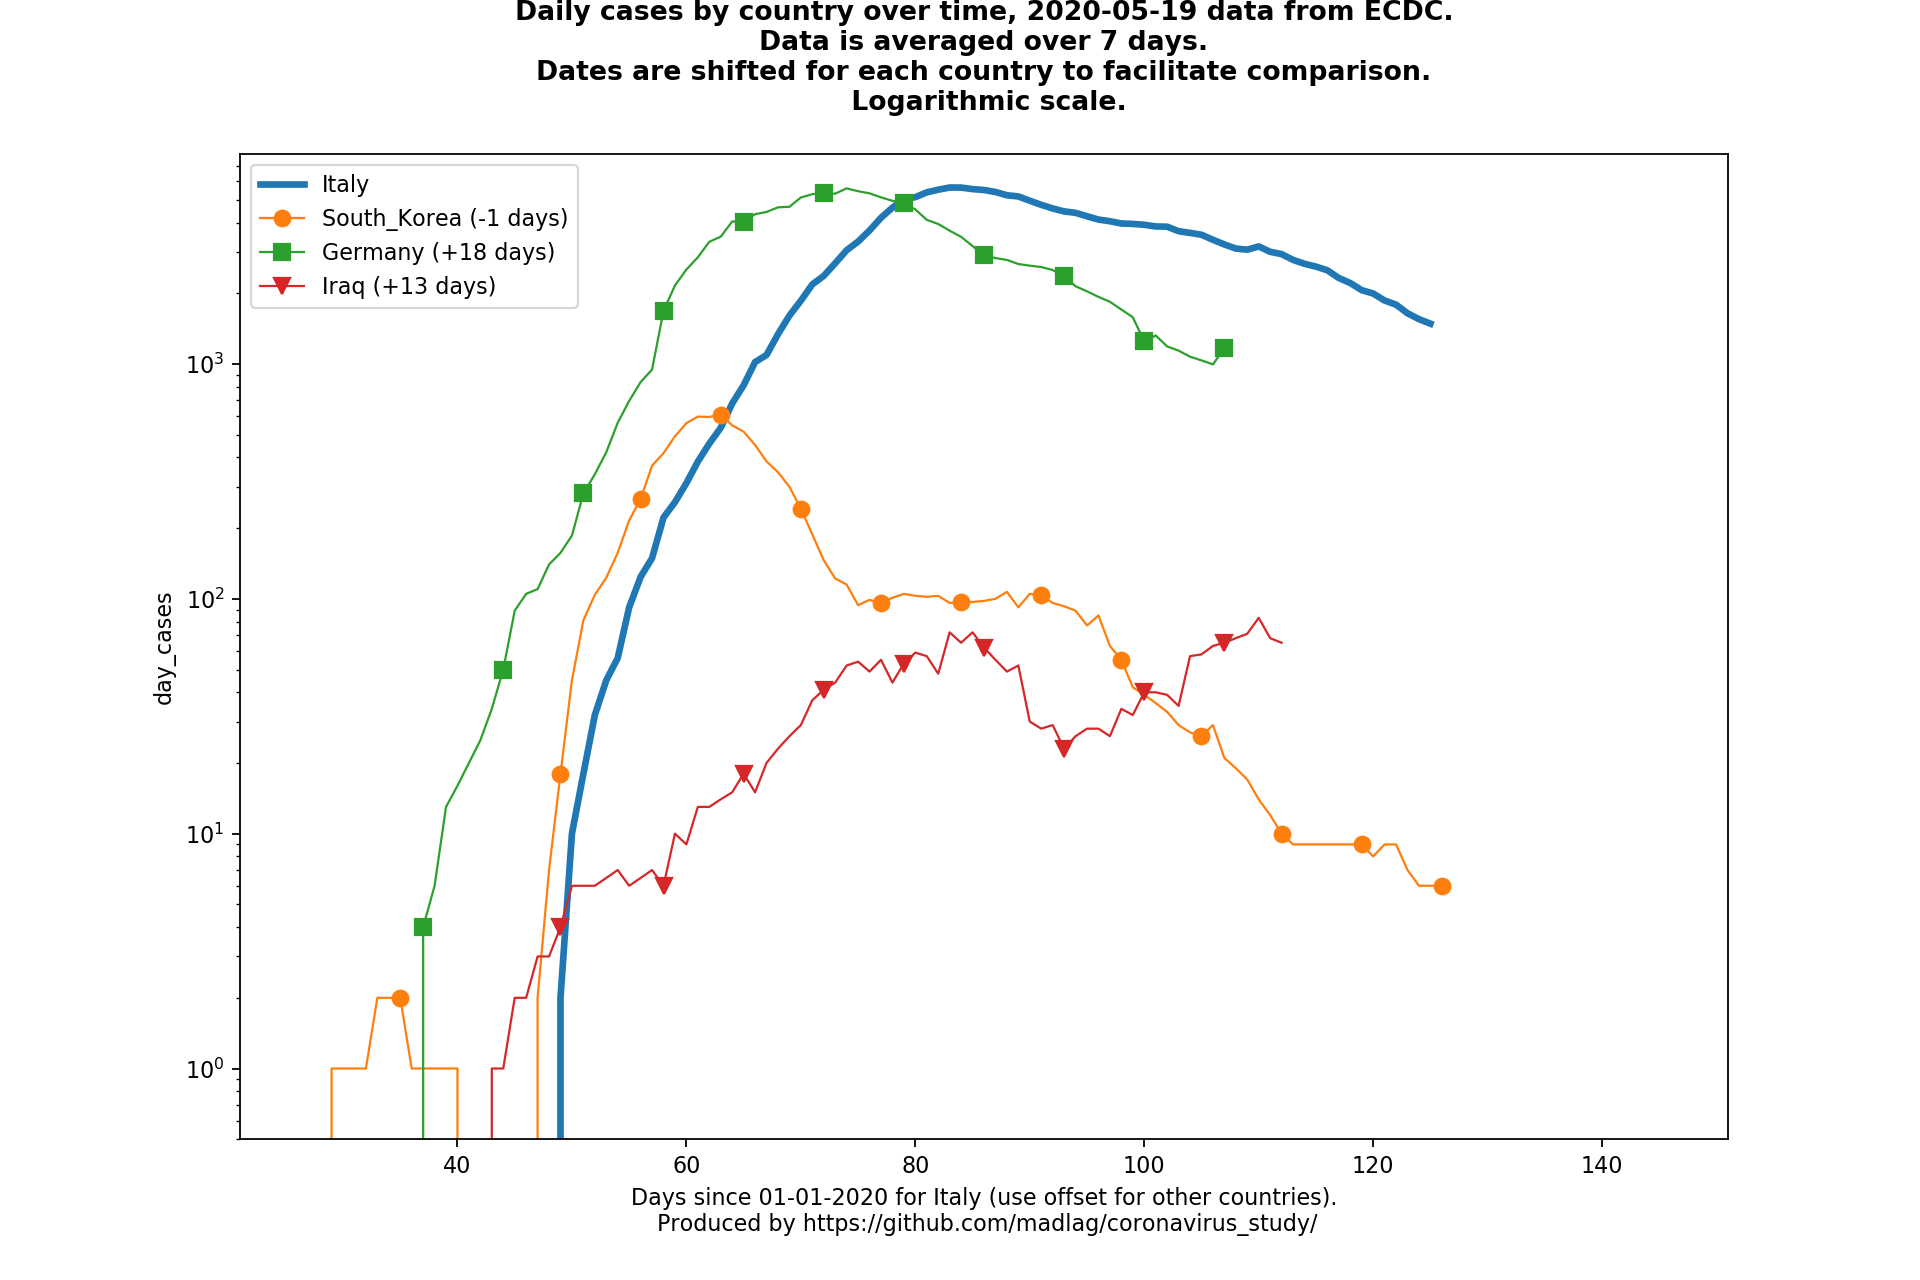 Daily cases by country over time, 2020-05-19 data from ECDC.
Data is averaged over 7 days.
Dates are shifted for each country to facilitate comparison.
Logarithmic scale.
Italy
South_Korea (-1 days)
Germany (+18 days)
Iraq (+13 days)
day_cases
10³
10²
10¹
10⁰
40 60 80 100 120 140
Days since 01-01-2020 for Italy (use offset for other countries).
Produced by https://github.com/madlag/coronavirus_study/